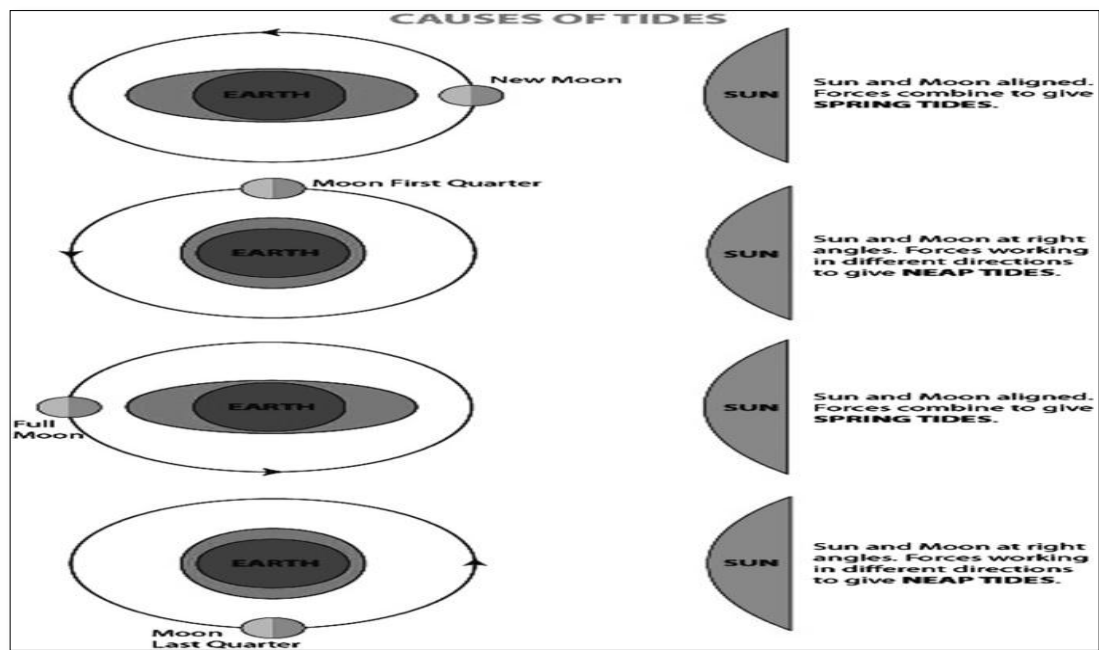 CAUSES OF TIDES
EARTH
New Moon
SUN
Sun and Moon aligned.
Forces combine to give
SPRING TIDES.
Moon First Quarter
EARTH
SUN
Sun and Moon at right
angles. Forces working
in different directions
to give NEAP TIDES.
EARTH
Full
Moon
SUN
Sun and Moon aligned.
Forces combine to give
SPRING TIDES.
EARTH
Moon
Last Quarter
SUN
Sun and Moon at right
angles. Forces working
in different directions
to give NEAP TIDES.